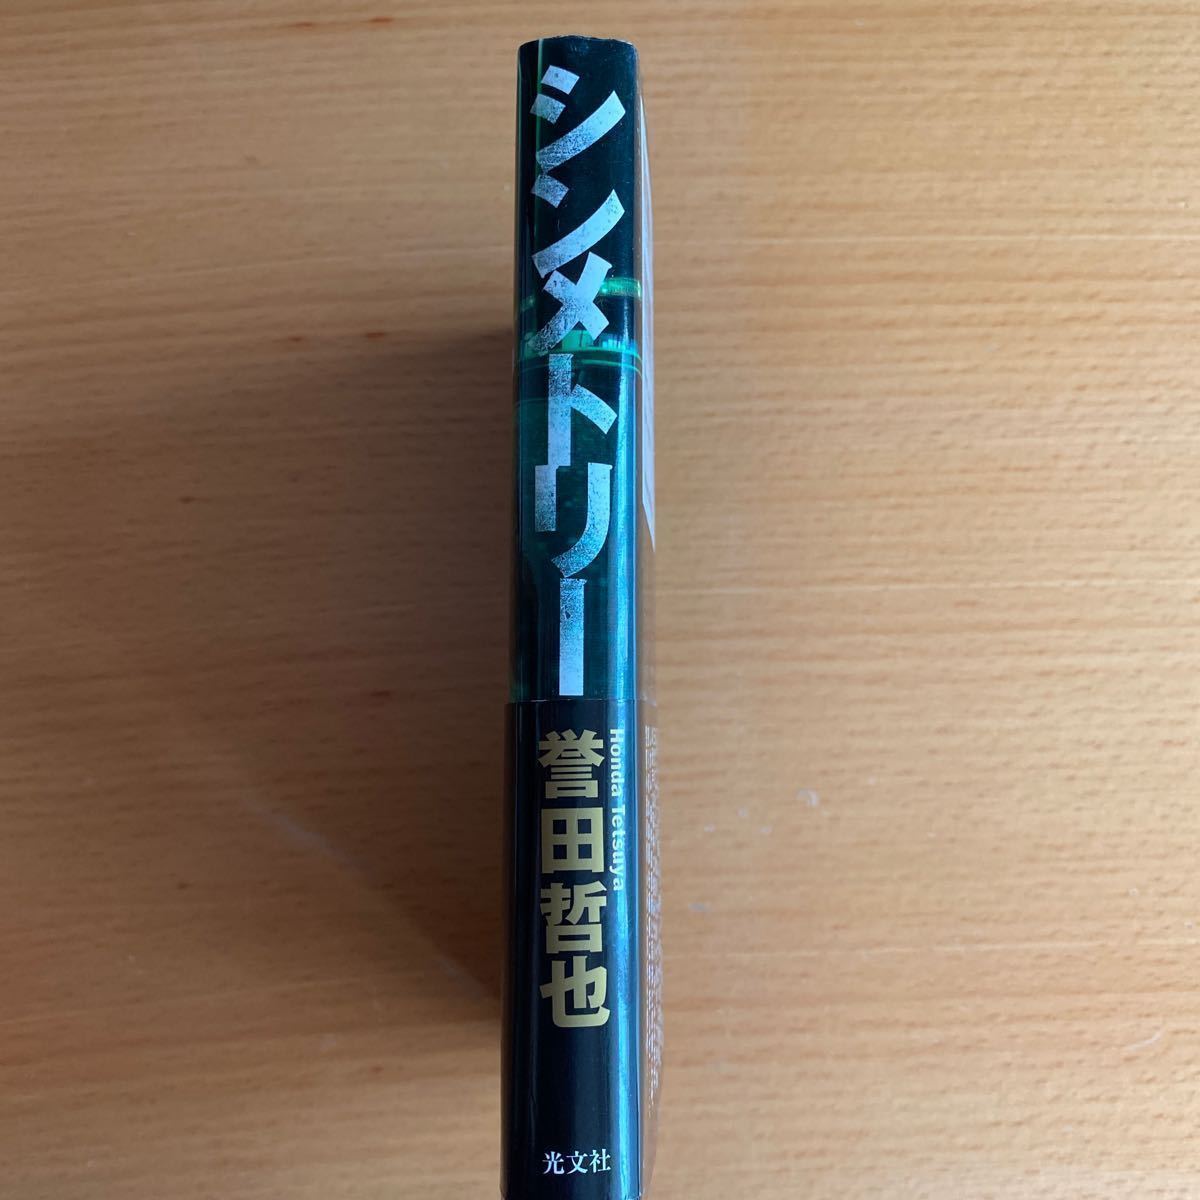 シンメトリー
誉田哲也
Honda Tetsuya
光文社